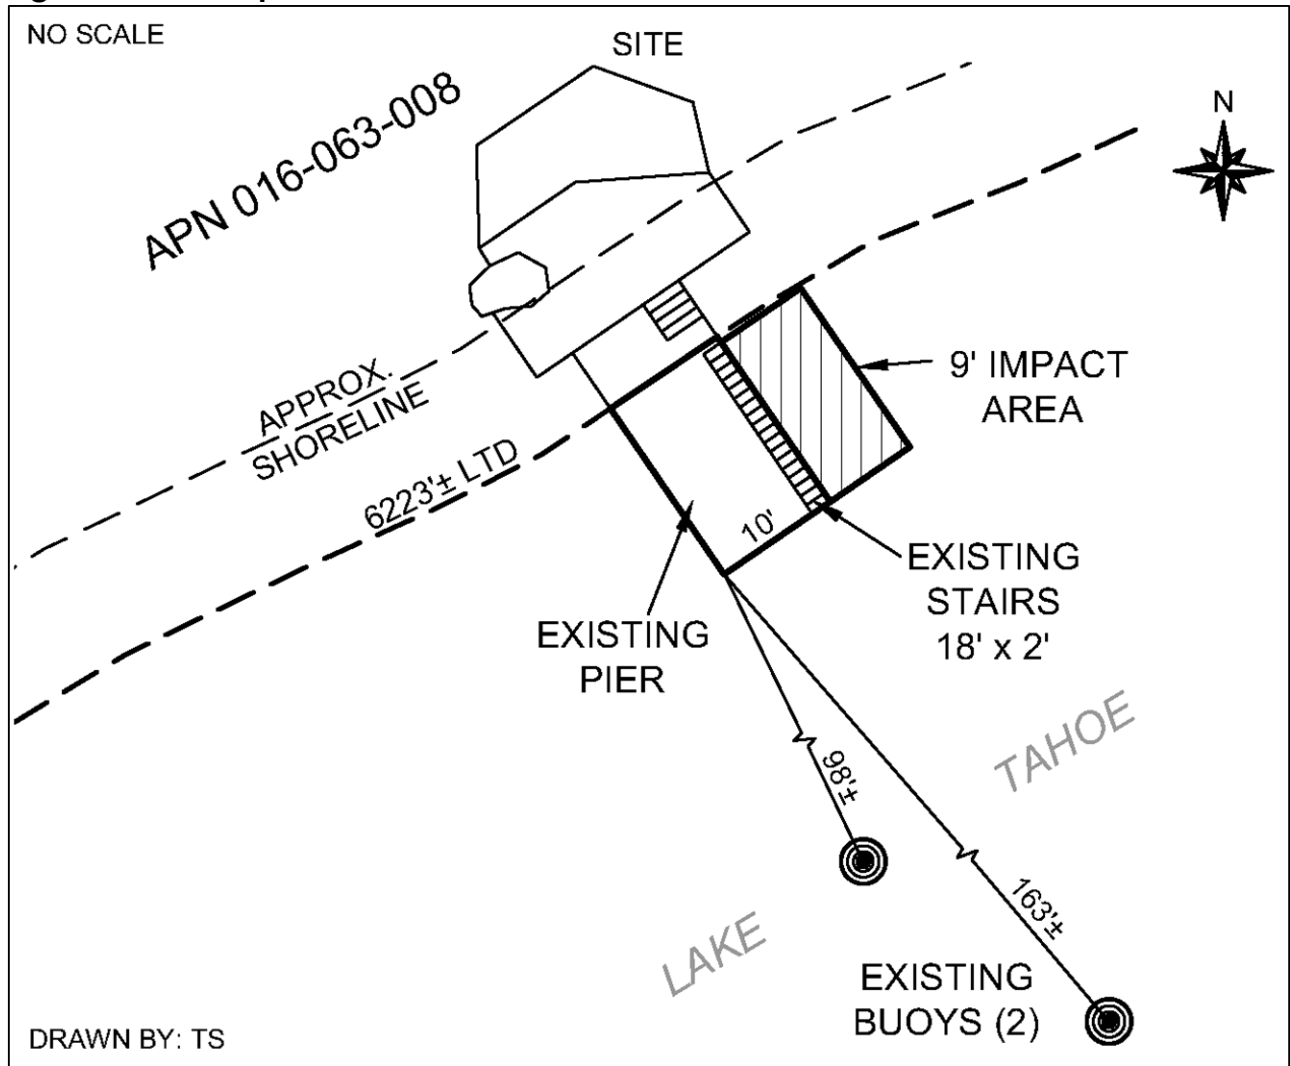 NO SCALE
SITE
APN 016-063-008
N
9' IMPACT
AREA
APPROX.
SHORELINE
6223'± LTD
10'
EXISTING
STAIRS
18' x 2'
EXISTING
PIER
TAHOE
98'±
163'±
LAKE
EXISTING
BUOYS (2)
DRAWN BY: TS